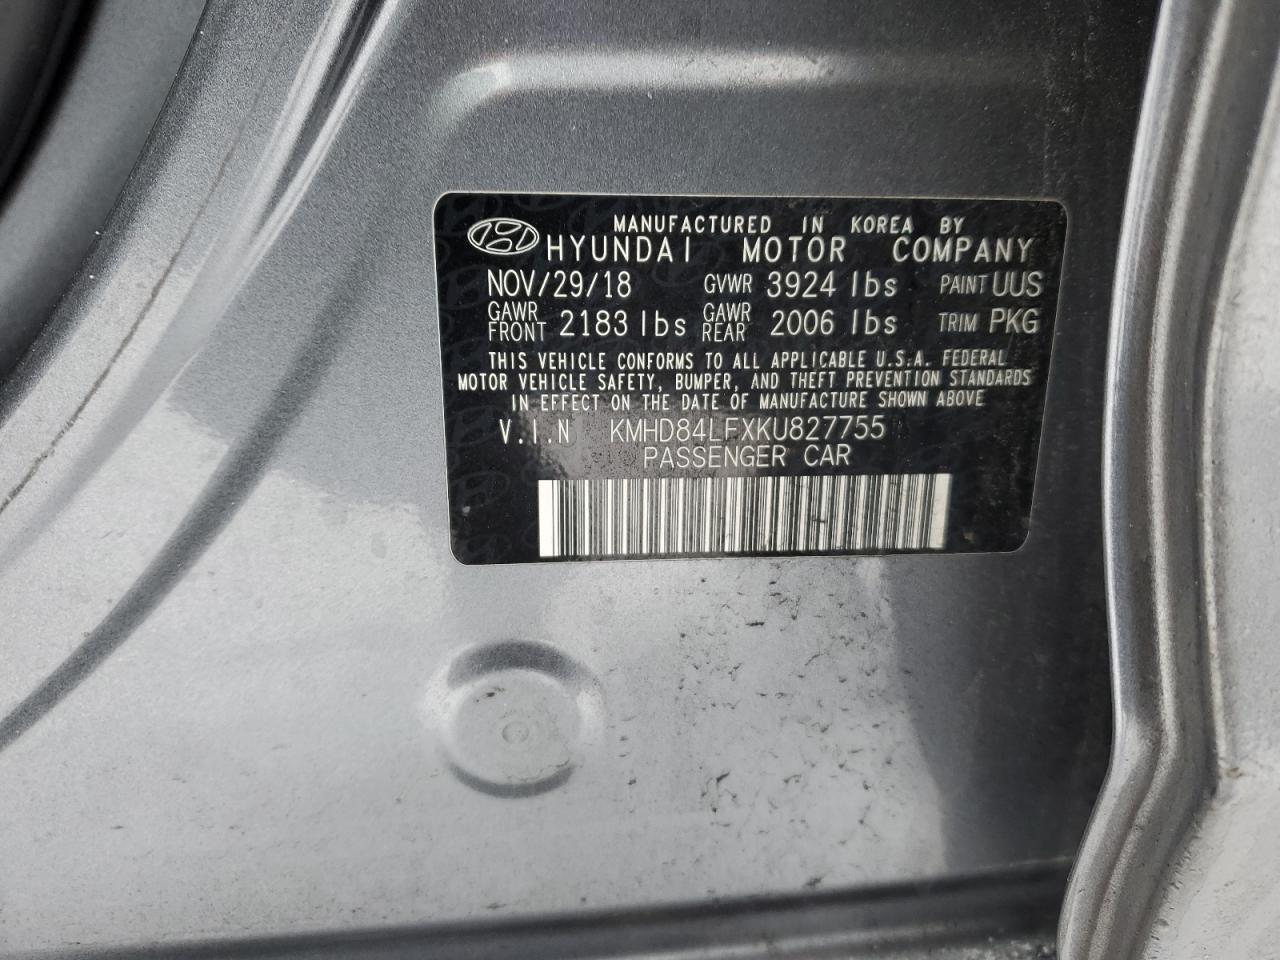 MANUFACTURED IN KOREA BY
HYUNDAI MOTOR COMPANY
NOV/29/18 GVWR 3924 lbs PAINT UUS
GAWR FRONT 2183 lbs GAWR REAR 2006 lbs TRIM PKG
THIS VEHICLE CONFORMS TO ALL APPLICABLE U.S.A. FEDERAL
MOTOR VEHICLE SAFETY, BUMPER, AND THEFT PREVENTION STANDARDS
IN EFFECT ON THE DATE OF MANUFACTURE SHOWN ABOVE
V.I.N KMHD84LFXKU827755
PASSENGER CAR